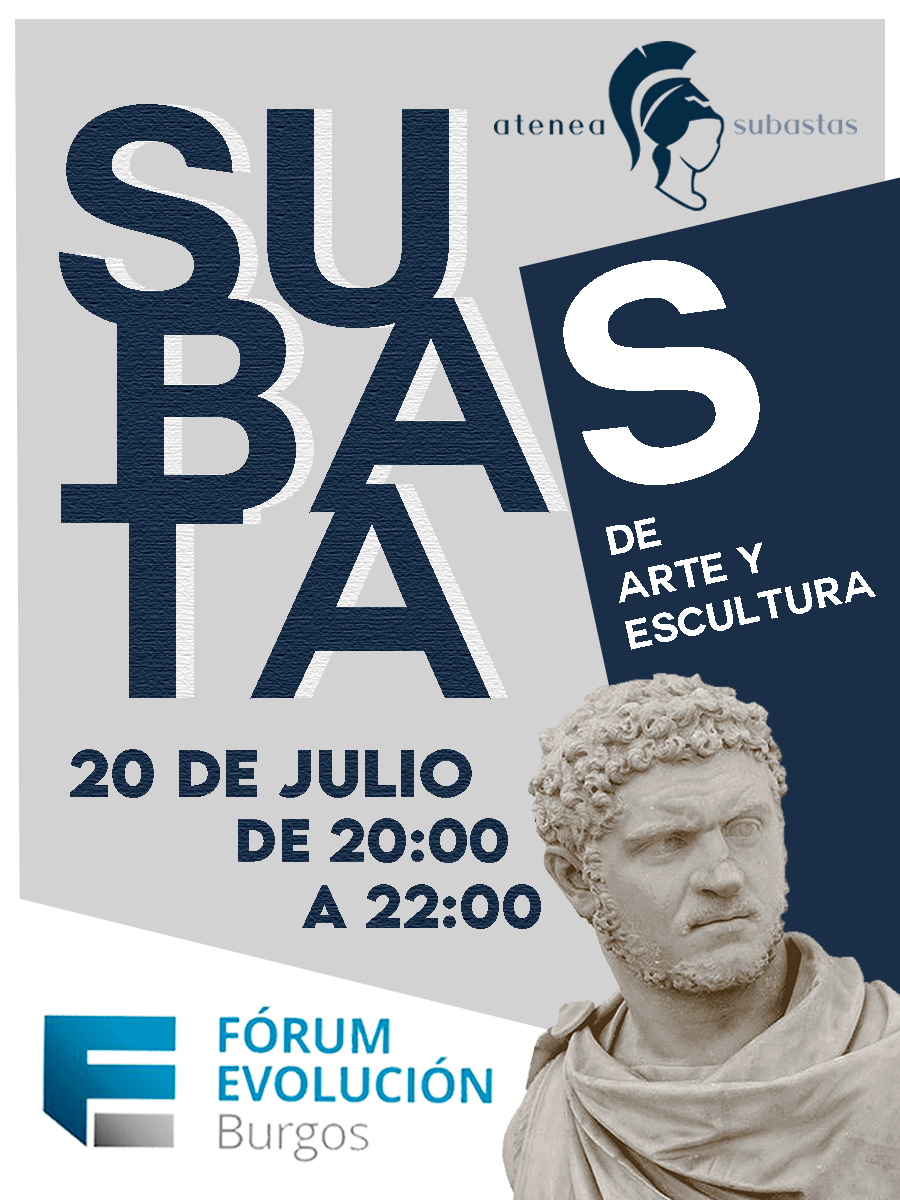 atenea subastas
SU
BA
TA
S
DE
ARTE Y
ESCULTURA
20 DE JULIO
DE 20:00
A 22:00
FÓRUM
EVOLUCIÓN
Burgos